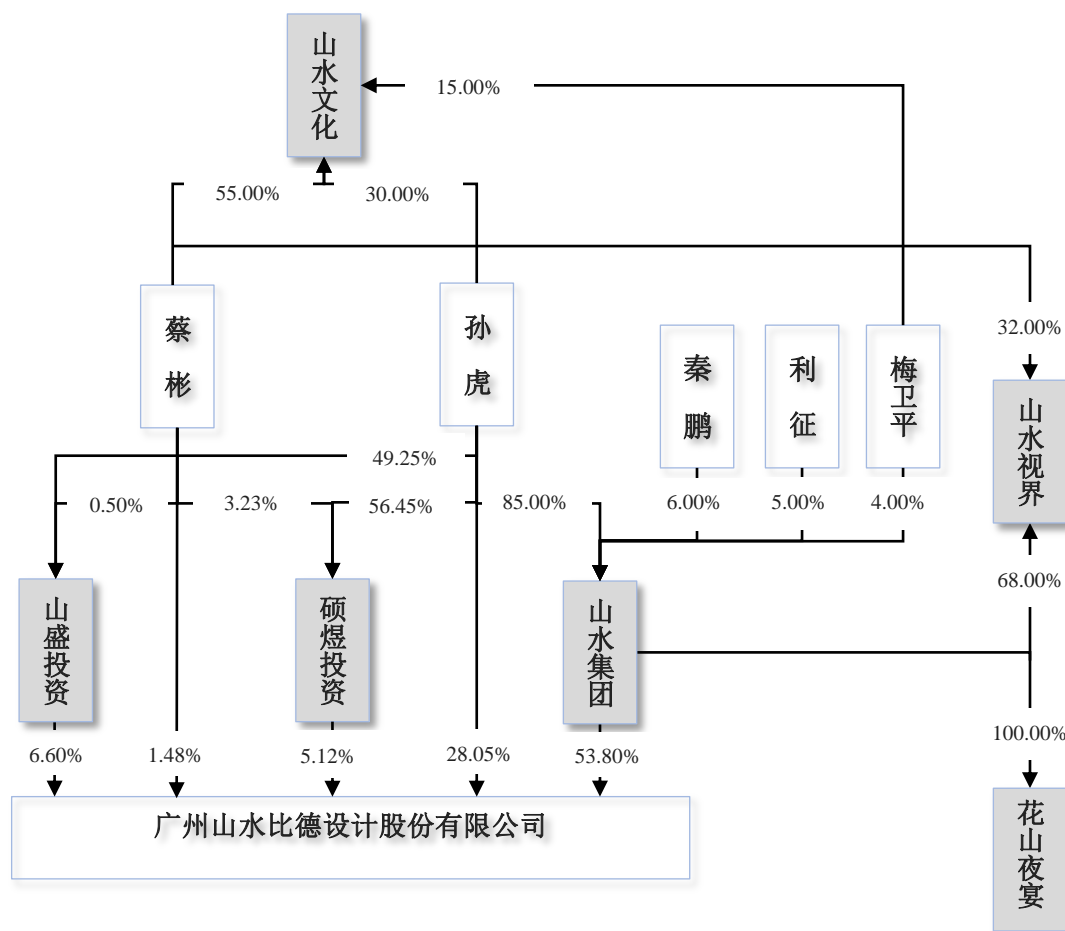 山水文化
15.00%
55.00%
30.00%
蔡彬
孙虎
秦鹏
利征
梅卫平
32.00%
山水视界
49.25%
0.50%
3.23%
56.45%
85.00%
6.00%
5.00%
4.00%
68.00%
山盛投资
硕煜投资
山水集团
6.60%
1.48%
5.12%
28.05%
53.80%
100.00%
广州山水比德设计股份有限公司
花山夜宴